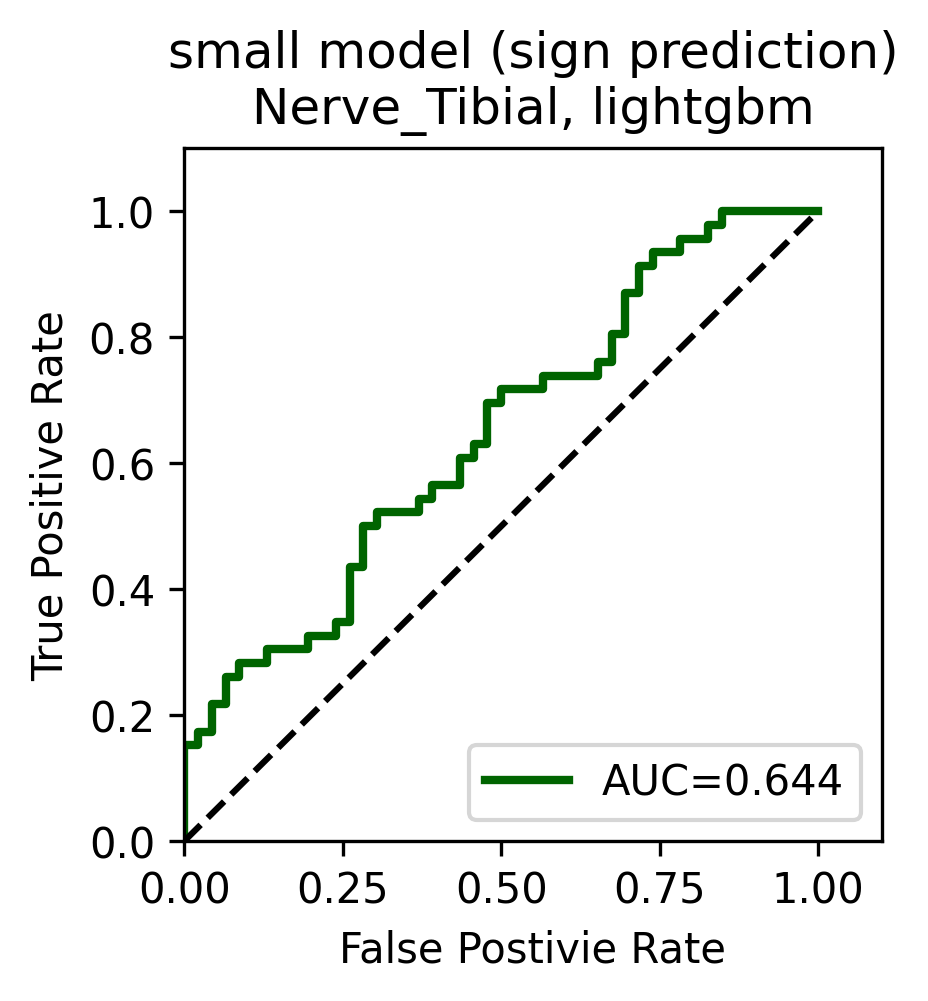 small model (sign prediction)
Nerve_Tibial, lightgbm
True Positive Rate
1.0
0.8
0.6
0.4
0.2
0.0
AUC=0.644
0.00 0.25 0.50 0.75 1.00
False Postivie Rate